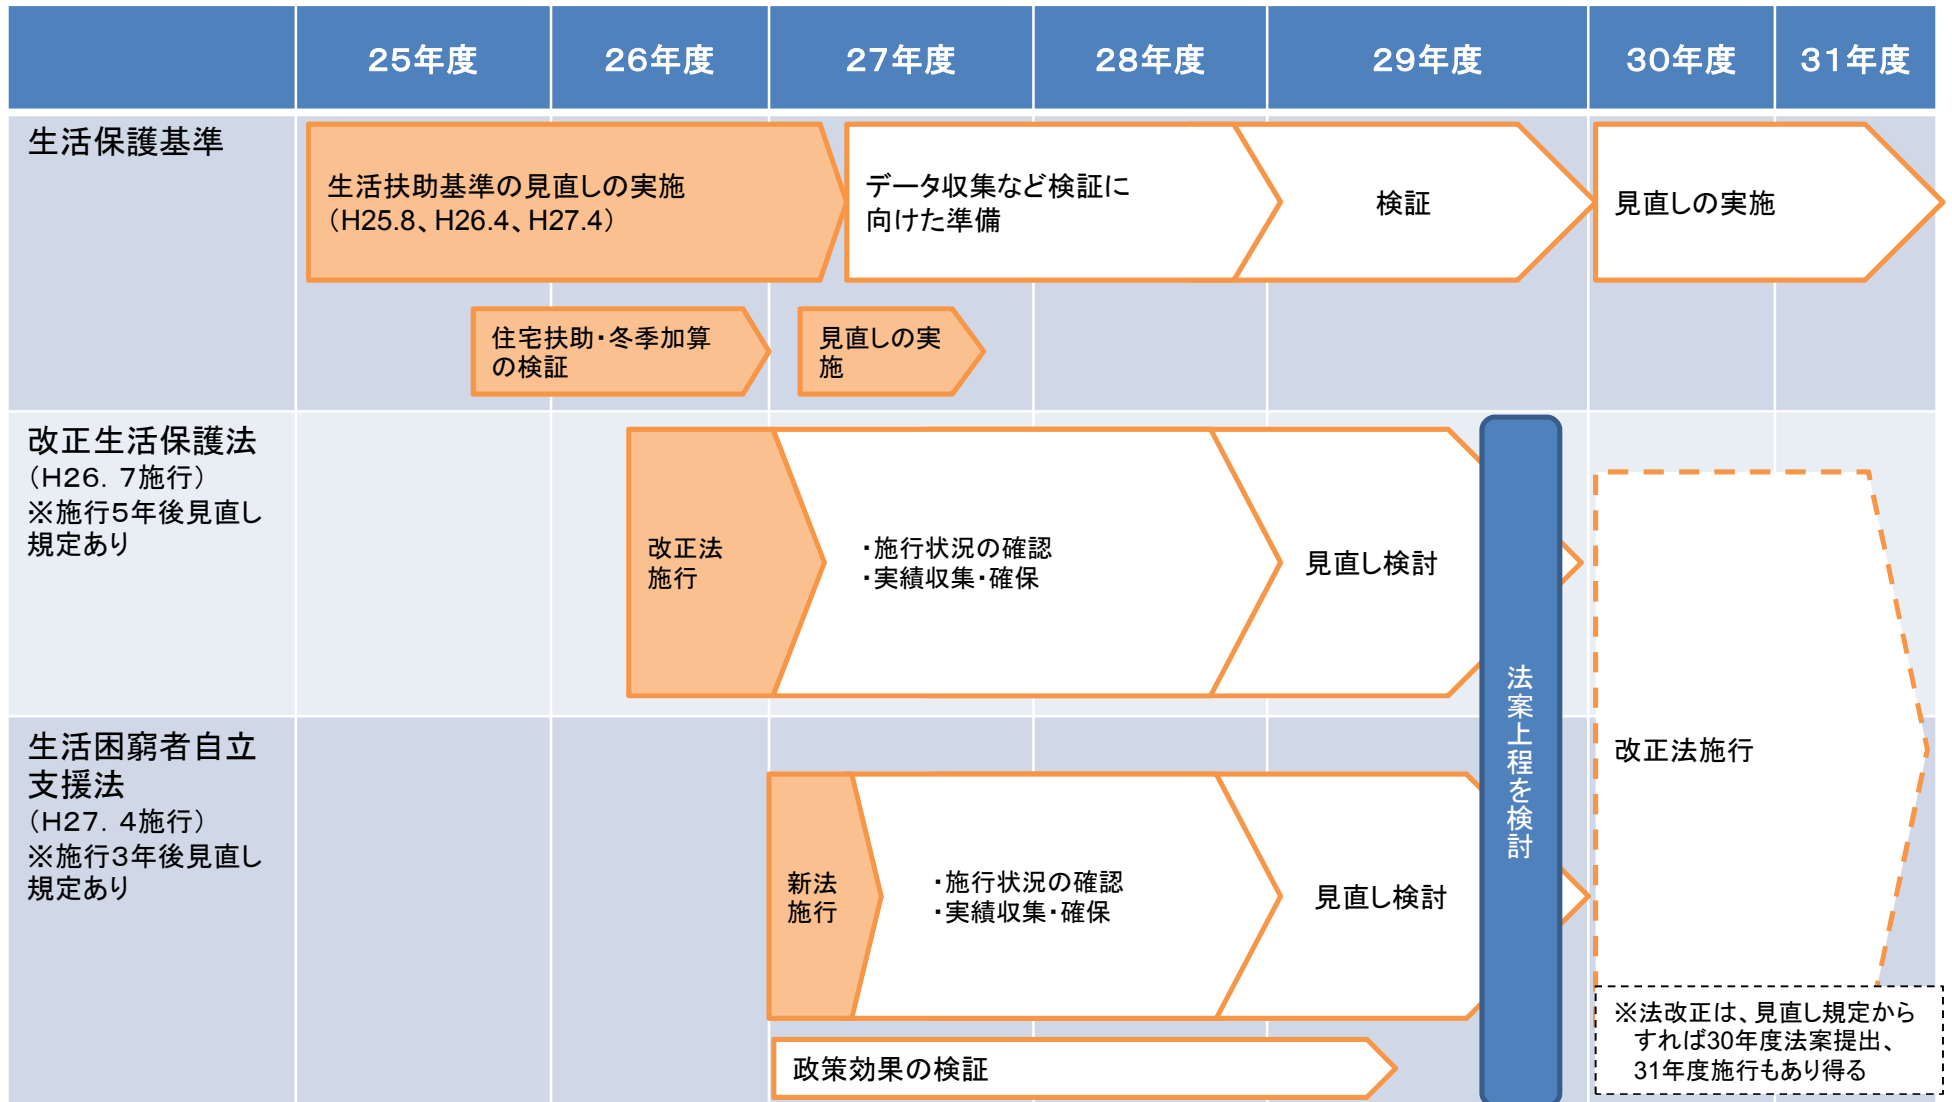 25年度
26年度
27年度
28年度
29年度
30年度
31年度
生活保護基準
生活扶助基準の見直しの実施
（H25.8、H26.4、H27.4）
データ収集など検証に
向けた準備
検証
見直しの実施
住宅扶助・冬季加算
の検証
見直しの実
施
改正生活保護法
（H26．7施行）
※施行5年後見直し
規定あり
改正法
施行
・施行状況の確認
・実績収集・確保
見直し検討
法案上程を検討
改正法施行
生活困窮者自立
支援法
（H27．4施行）
※施行3年後見直し
規定あり
新法
施行
・施行状況の確認
・実績収集・確保
見直し検討
政策効果の検証
※法改正は、見直し規定から
すれば30年度法案提出、
31年度施行もあり得る